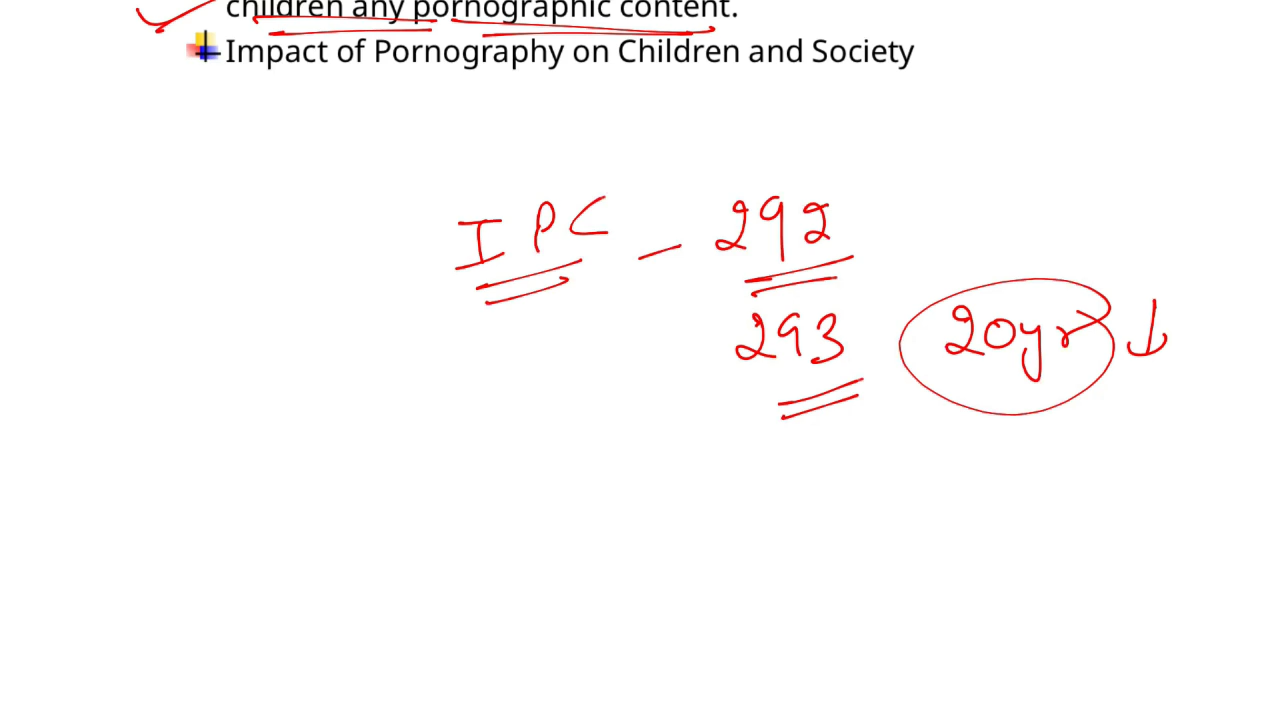 children any pornographic content.
Impact of Pornography on Children and Society
IPC - 292
293 20yr ↓